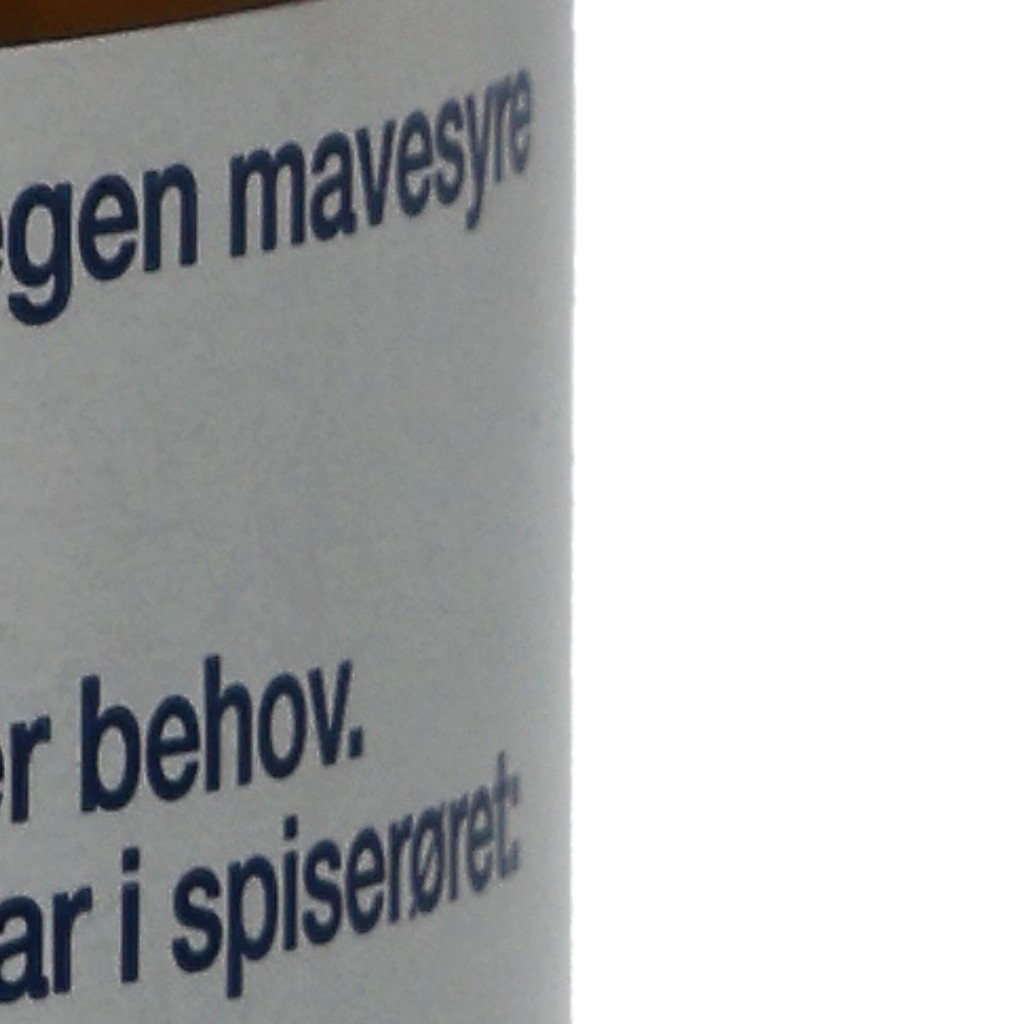 egen mavesyre
er behov.
ar i spiserøret: